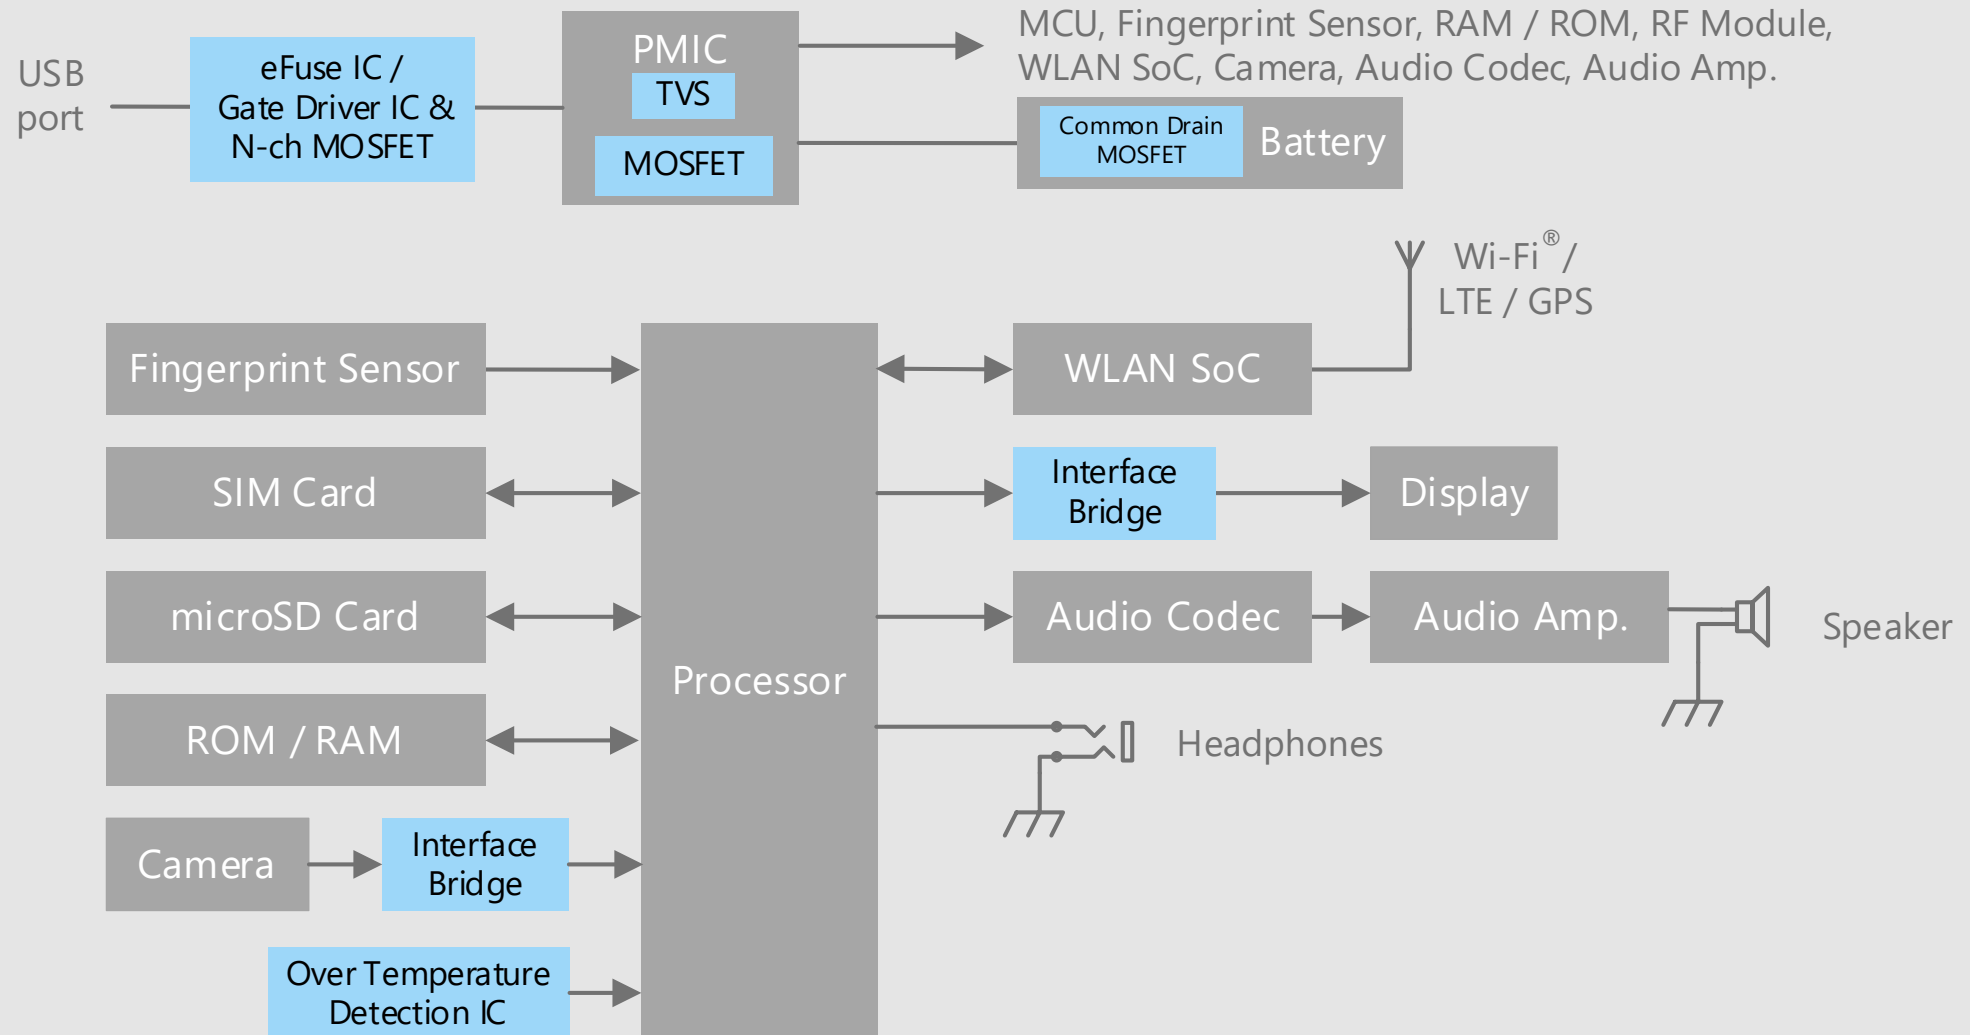 USB
port
eFuse IC /
Gate Driver IC &
N-ch MOSFET
PMIC
TVS
MOSFET
MCU, Fingerprint Sensor, RAM / ROM, RF Module,
WLAN SoC, Camera, Audio Codec, Audio Amp.
Common Drain
MOSFET
Battery
Wi-Fi® /
LTE / GPS
Fingerprint Sensor
SIM Card
microSD Card
ROM / RAM
Camera
Interface
Bridge
Over Temperature
Detection IC
Processor
WLAN SoC
Interface
Bridge
Display
Audio Codec
Audio Amp.
Speaker
Headphones